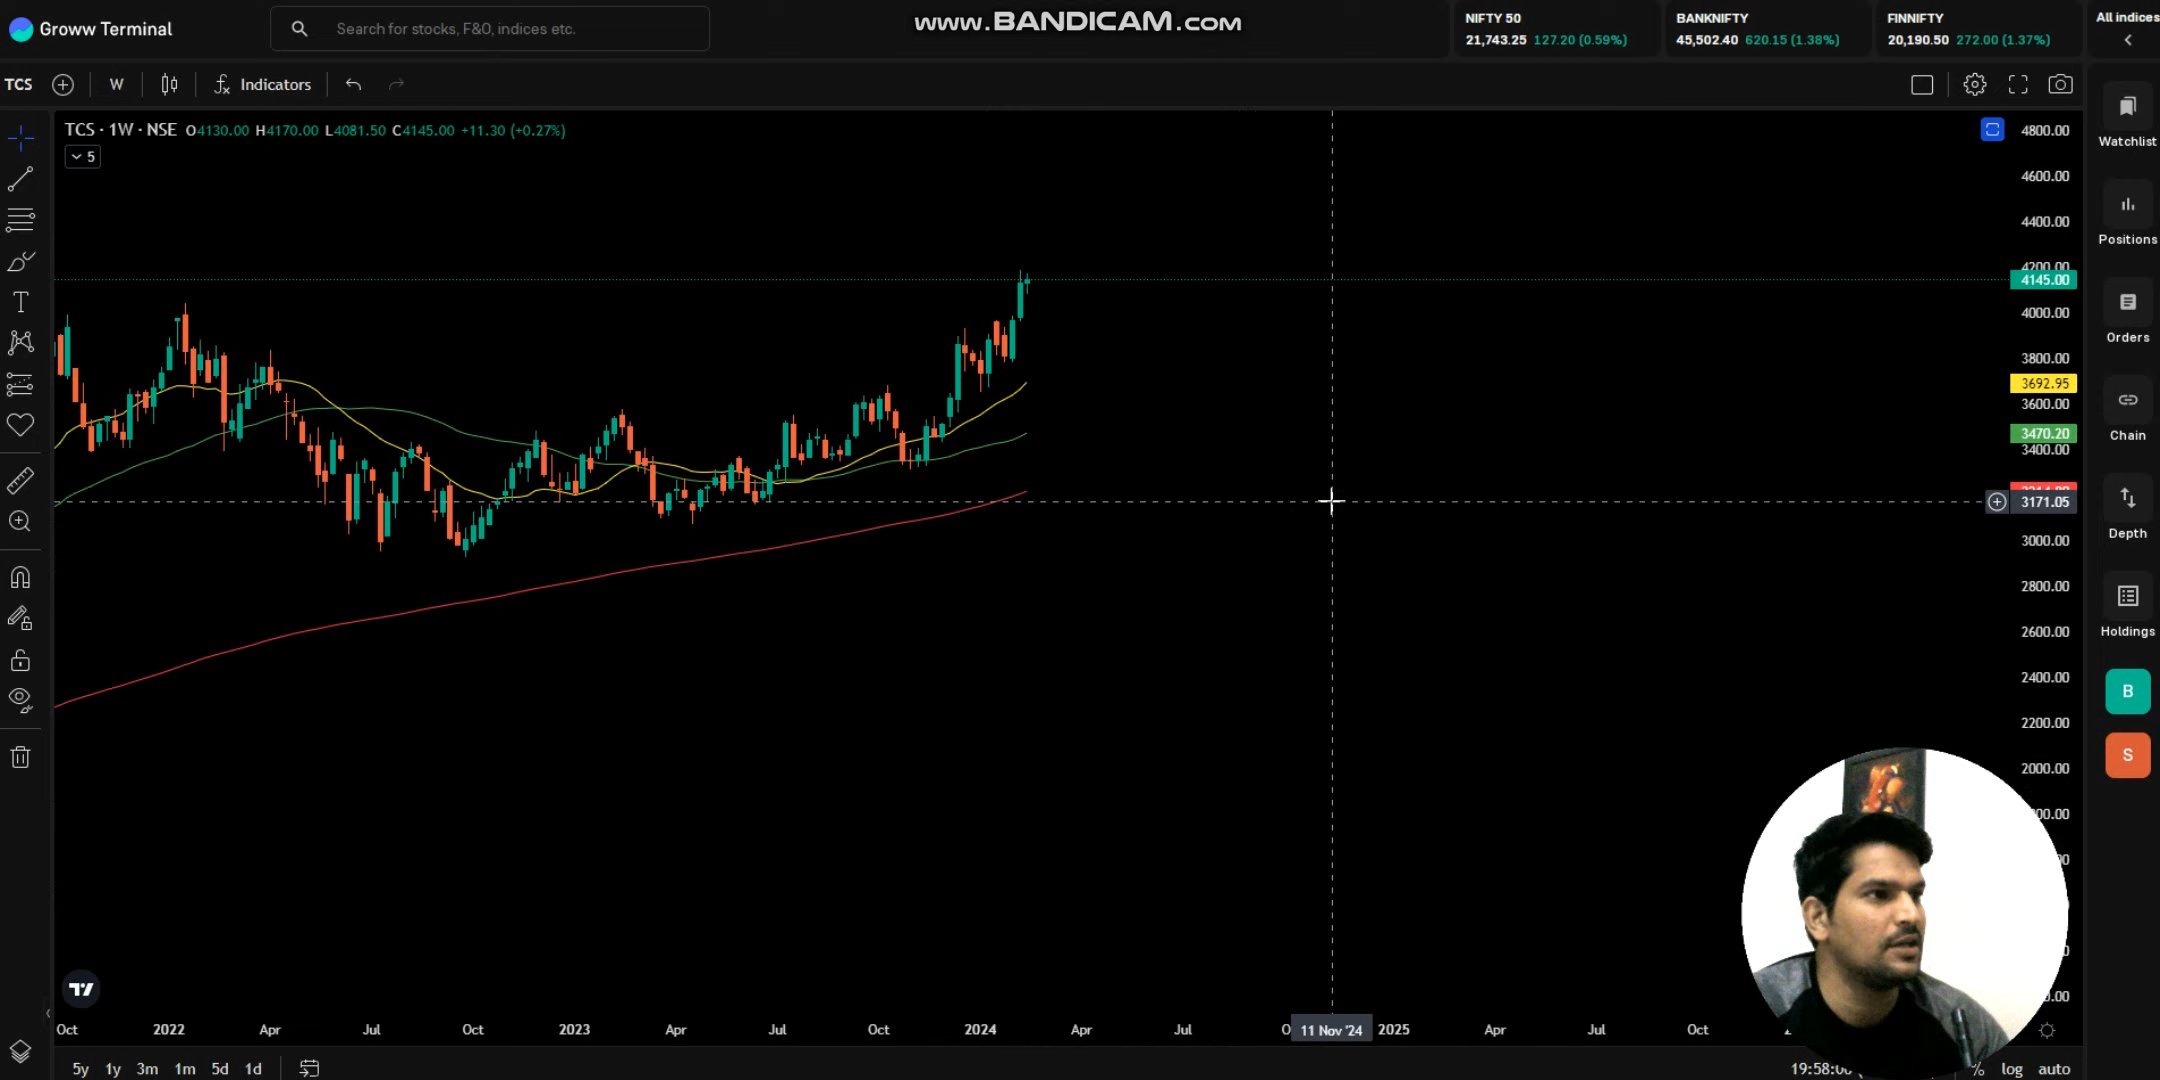 Groww Terminal
Search for stocks, F&O, indices etc.
www.BANDICAM.com
NIFTY 50
21,743.25 127.20 (0.59%)
BANKNIFTY
45,502.40 620.15 (1.38%)
FINNIFTY
20,190.50 272.00 (1.37%)
All indices
TCS
W
Indicators
TCS · 1W · NSE O4130.00 H4170.00 L4081.50 C4145.00 +11.30 (+0.27%)
5
4800.00
4600.00
4400.00
4200.00
4145.00
4000.00
3800.00
3692.95
3600.00
3470.20
3400.00
3171.05
3000.00
2800.00
2600.00
2400.00
2200.00
2000.00
Watchlist
Positions
Orders
Chain
Depth
Holdings
B
S
Oct 2022 Apr Jul Oct 2023 Apr Jul Oct 2024 Apr Jul 11 Nov '24 2025 Apr Jul Oct
5y 1y 3m 1m 5d 1d
% log auto